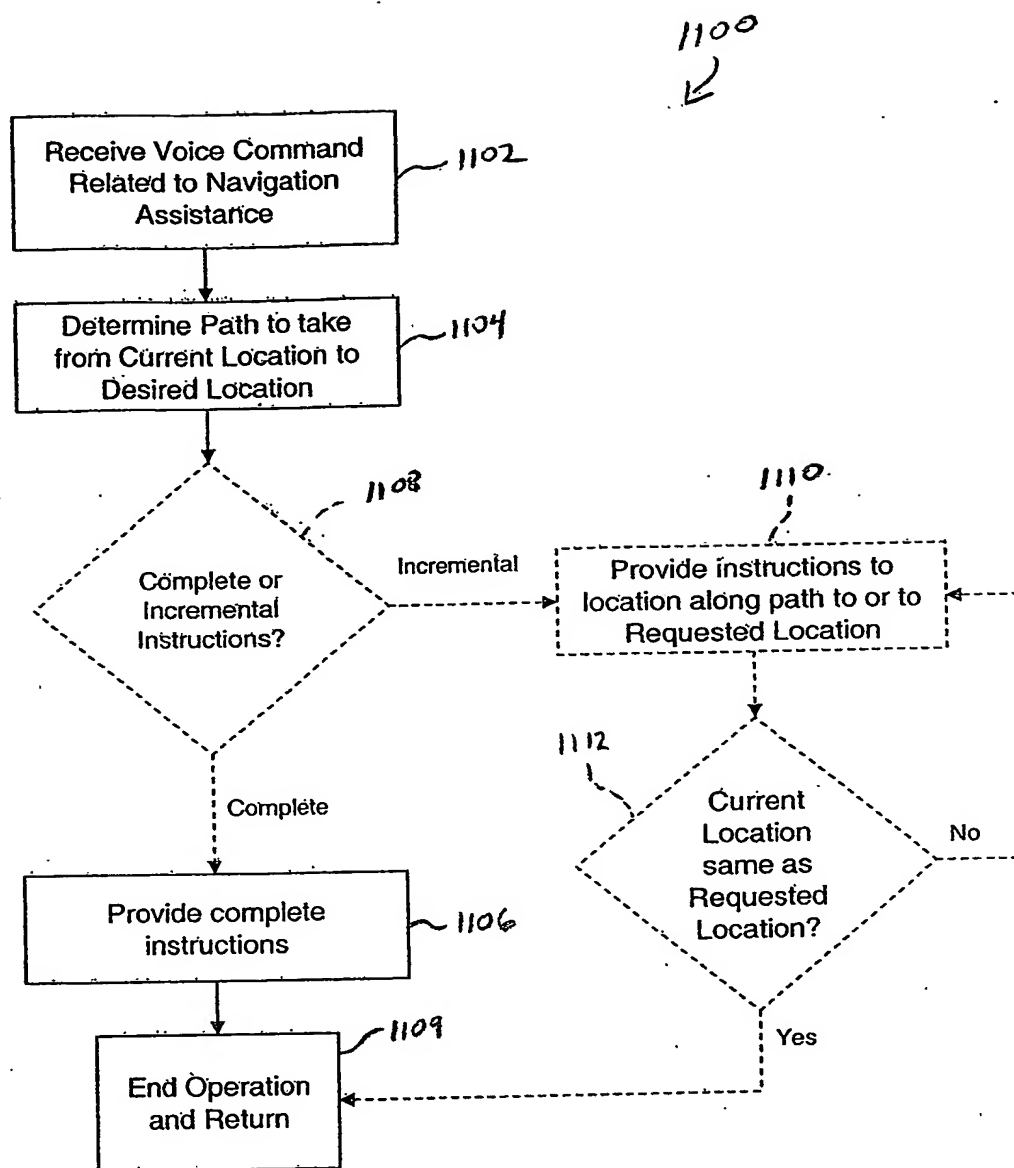 1100
Receive Voice Command
Related to Navigation
Assistance
1102
Determine Path to take
from Current Location to
Desired Location
1104
1108
Complete or
Incremental
Instructions?
Incremental
1110
Provide instructions to
location along path to or to
Requested Location
Complete
1112
Current
Location
same as
Requested
Location?
No
Yes
Provide complete
instructions
1106
End Operation
and Return
1109